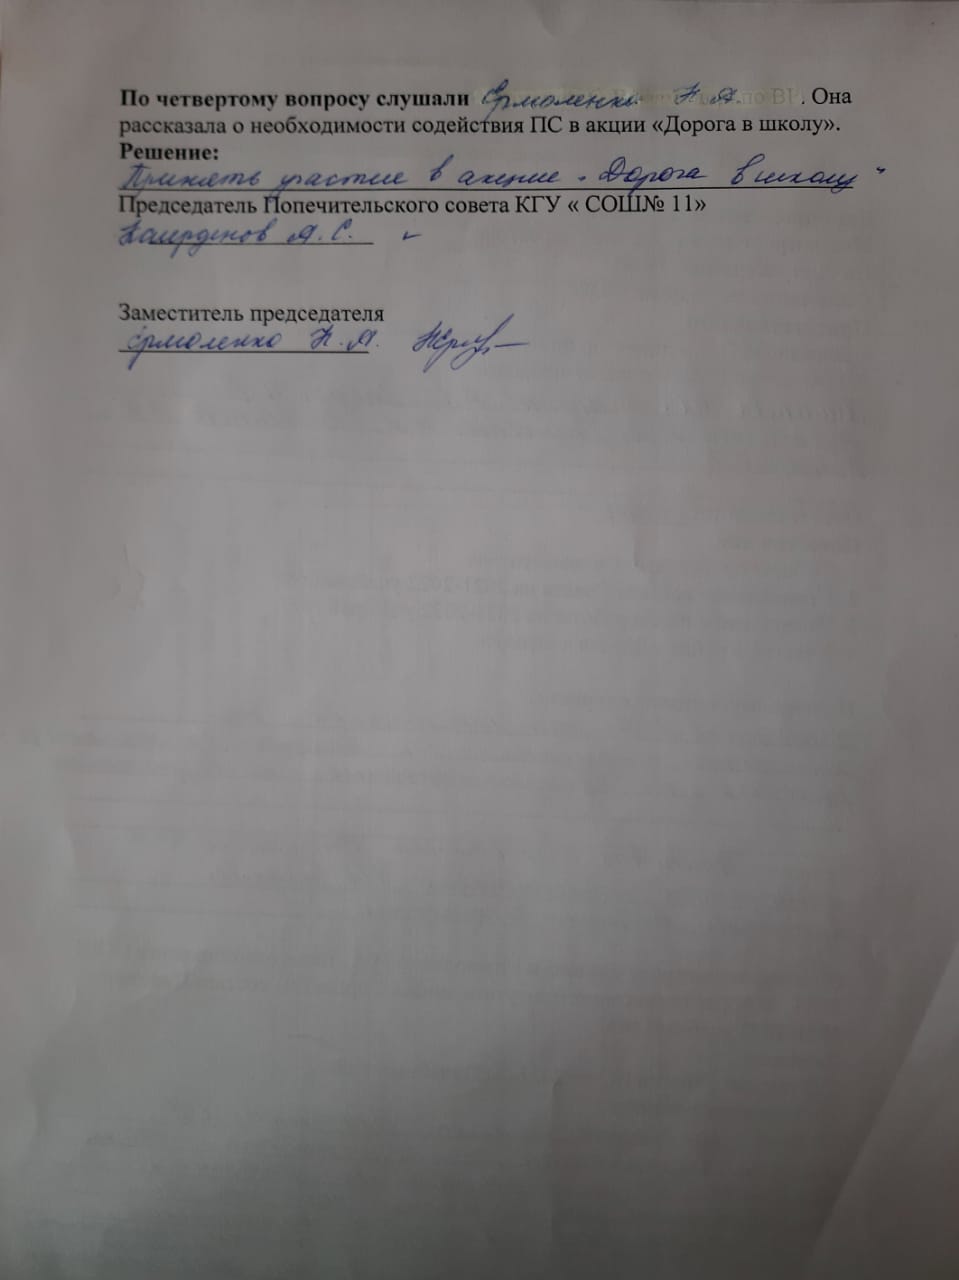 По четвертому вопросу слушали Ермоленко Н. А. . Она
рассказала о необходимости содействия ПС в акции «Дорога в школу».
Решение:
Принять участие в акции „Дорога в школу“
Председатель Попечительского совета КГУ « СОШ№ 11»
А. С.
Заместитель председателя
Ермоленко Н. А.